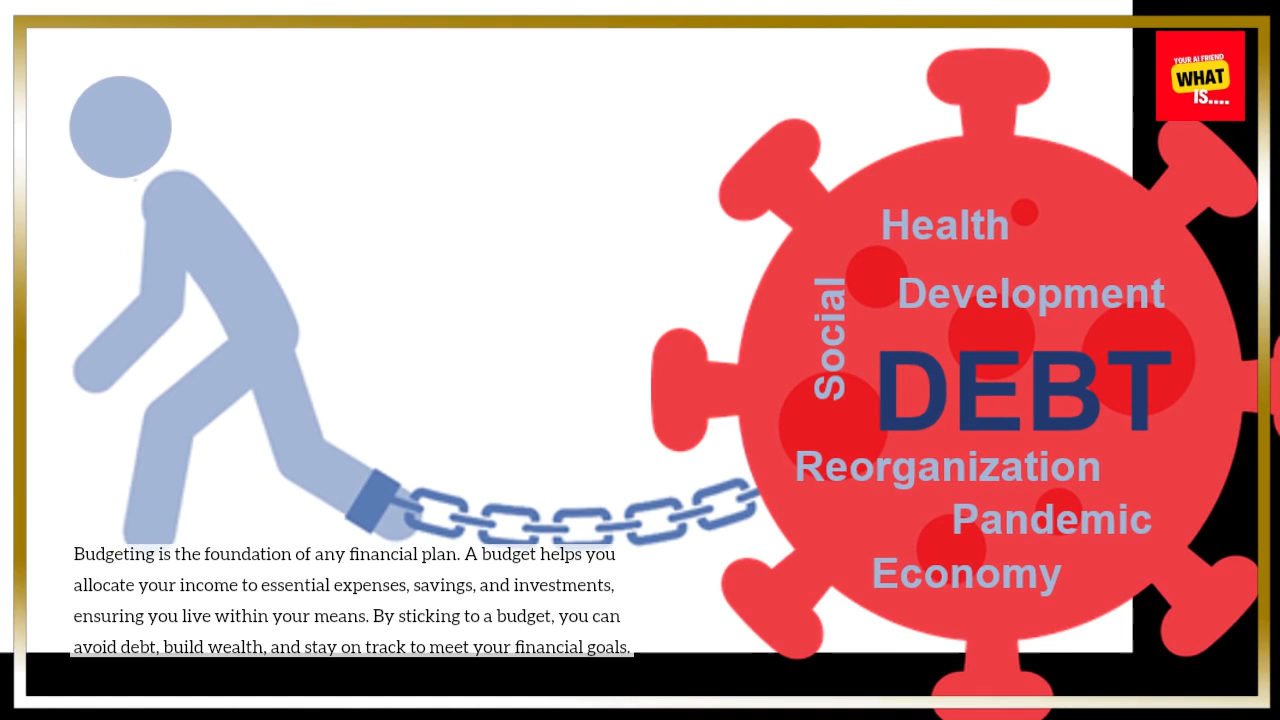 YOUR AI FRIEND
WHAT
IS....
Health
Social
Development
DEBT
Reorganization
Pandemic
Economy
Budgeting is the foundation of any financial plan. A budget helps you
allocate your income to essential expenses, savings, and investments,
ensuring you live within your means. By sticking to a budget, you can
avoid debt, build wealth, and stay on track to meet your financial goals.